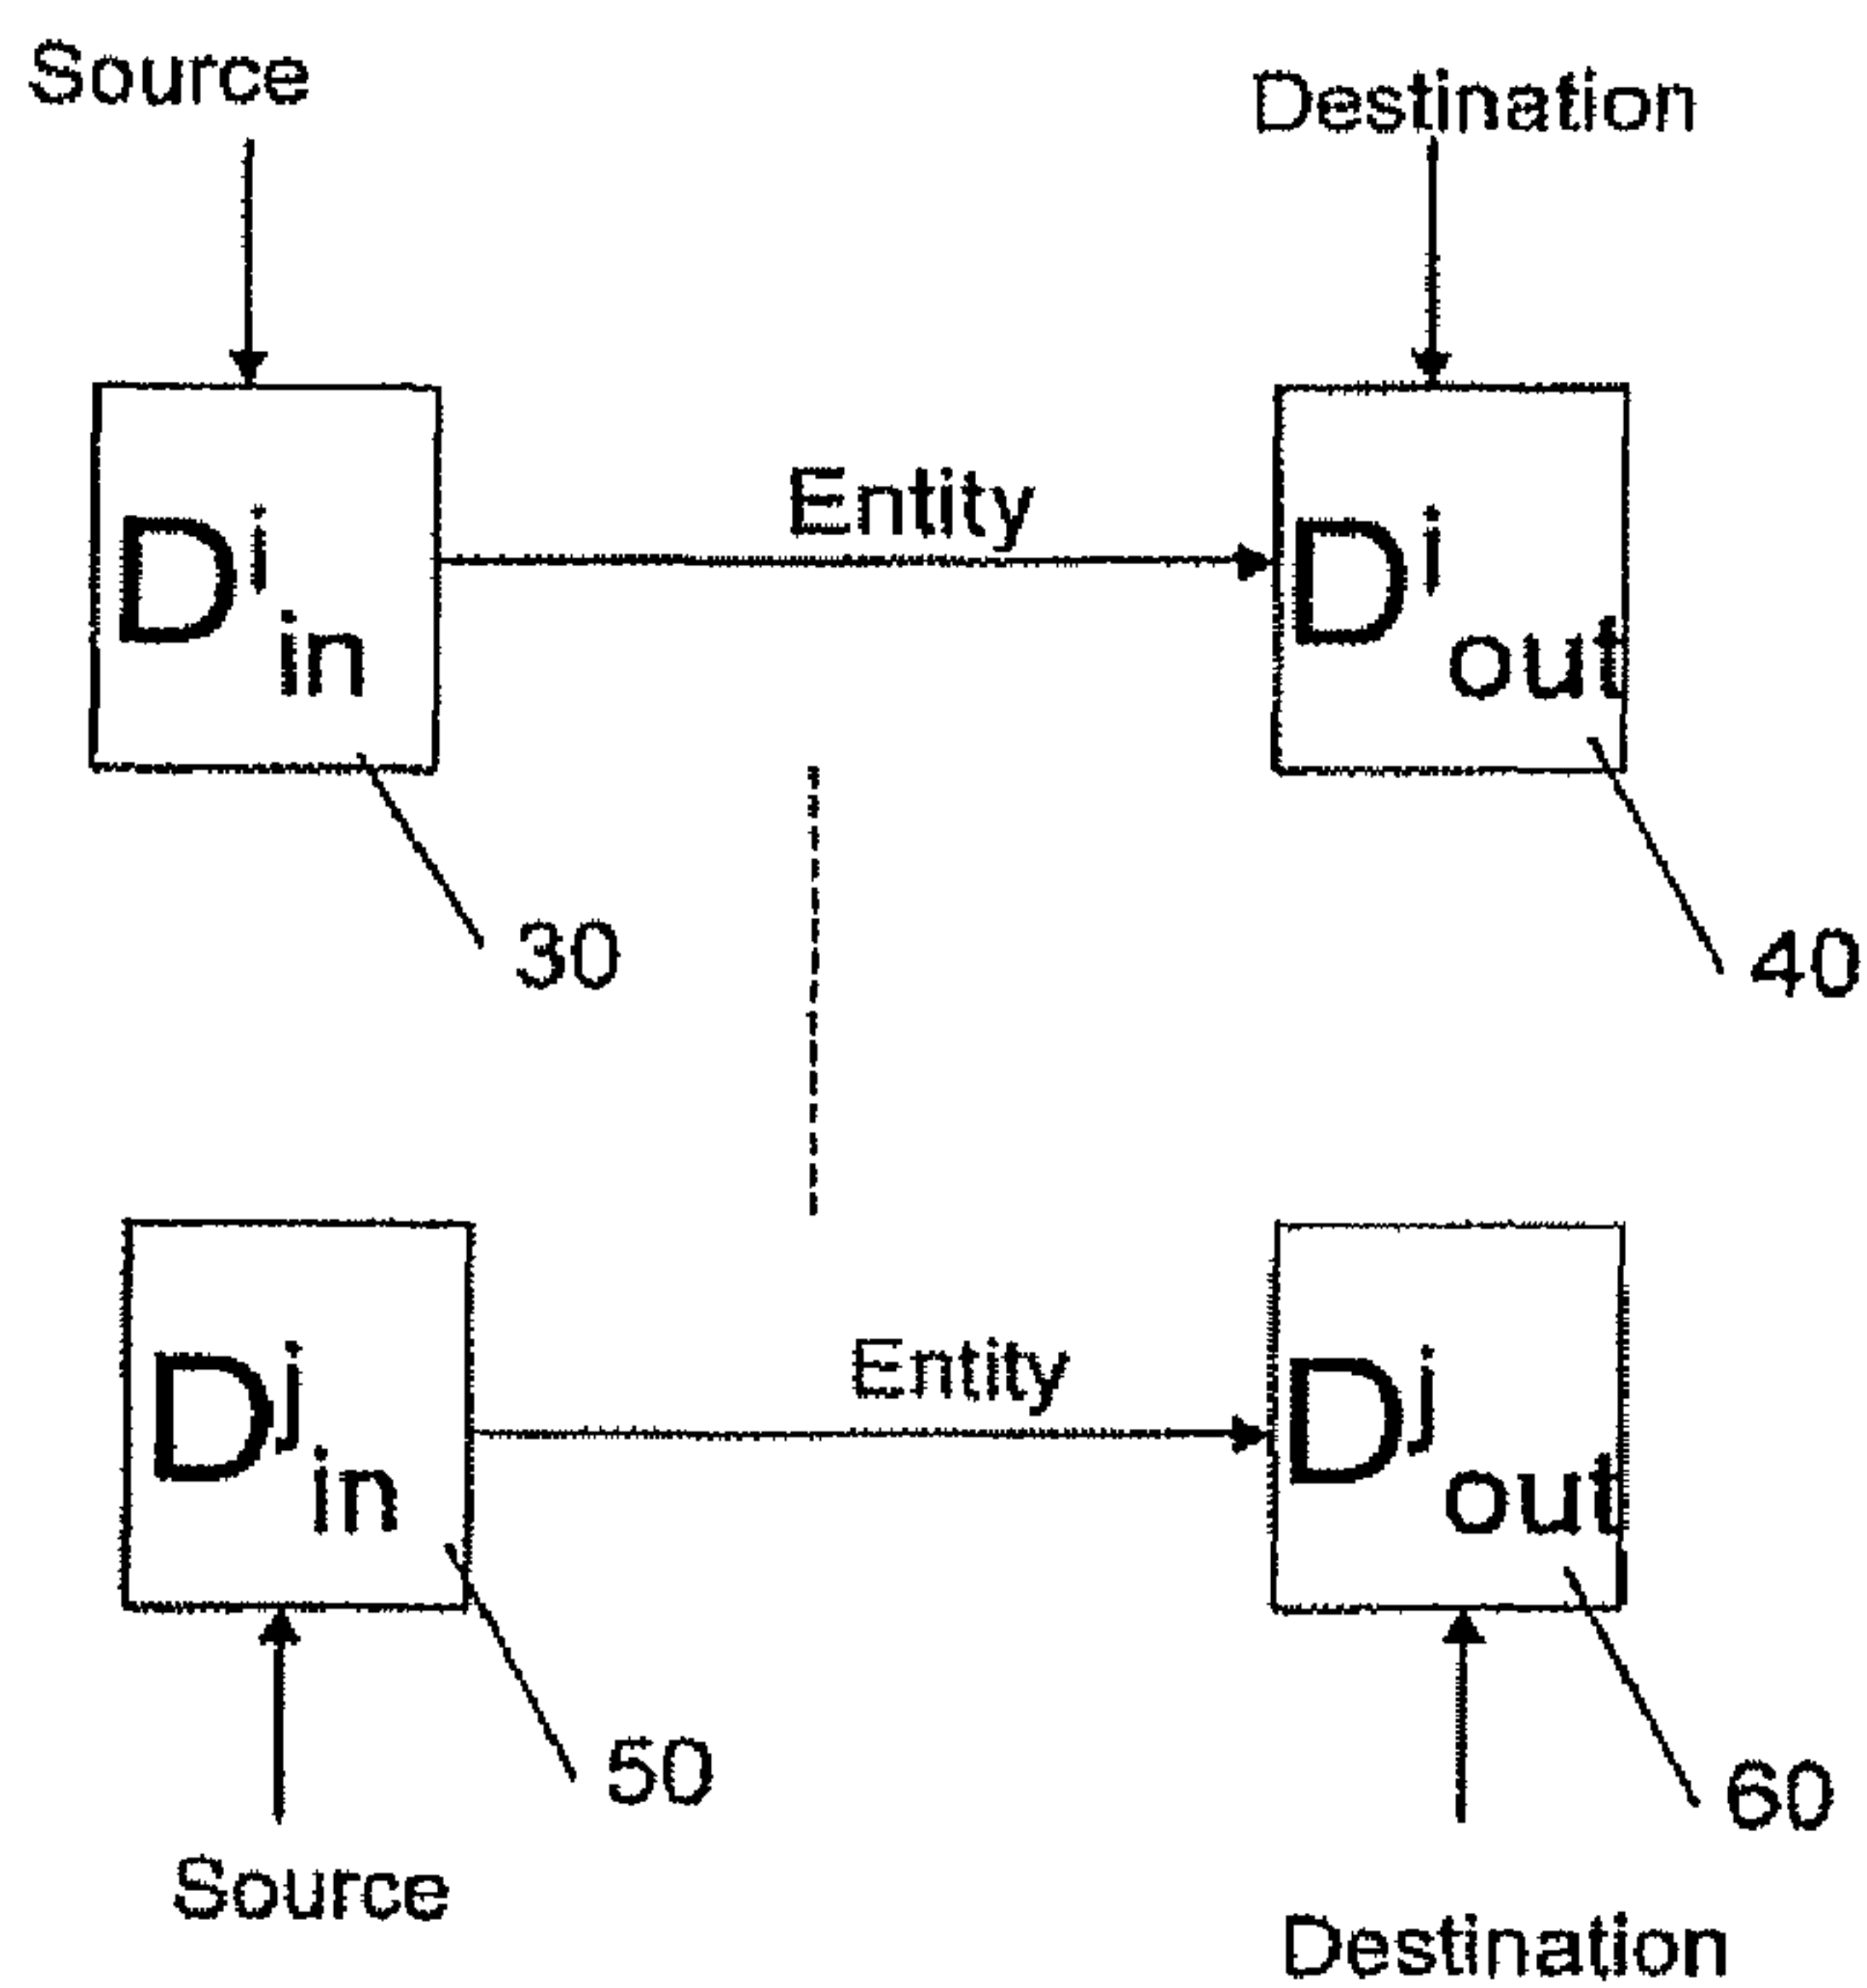 Source
Destination
Entity
D^i_in
D^i_out
30
40
Entity
D^j_in
D^j_out
50
60
Source
Destination